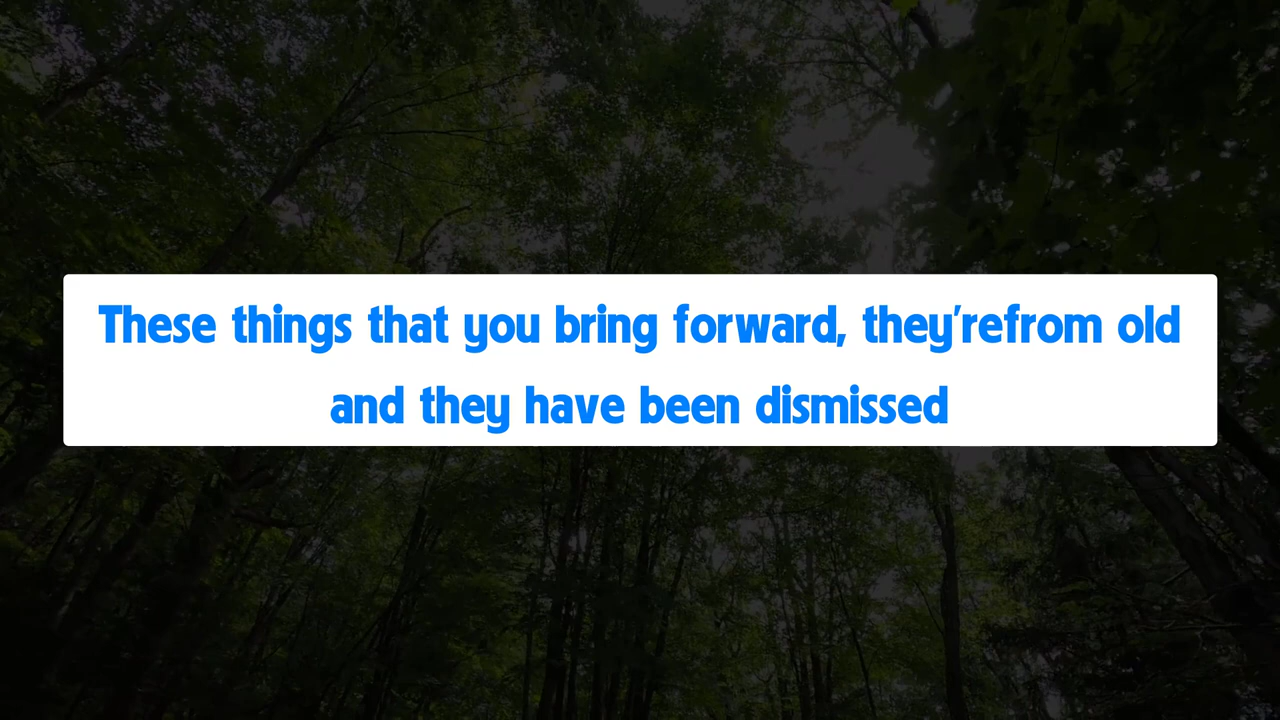 These things that you bring forward, they'refrom old
and they have been dismissed